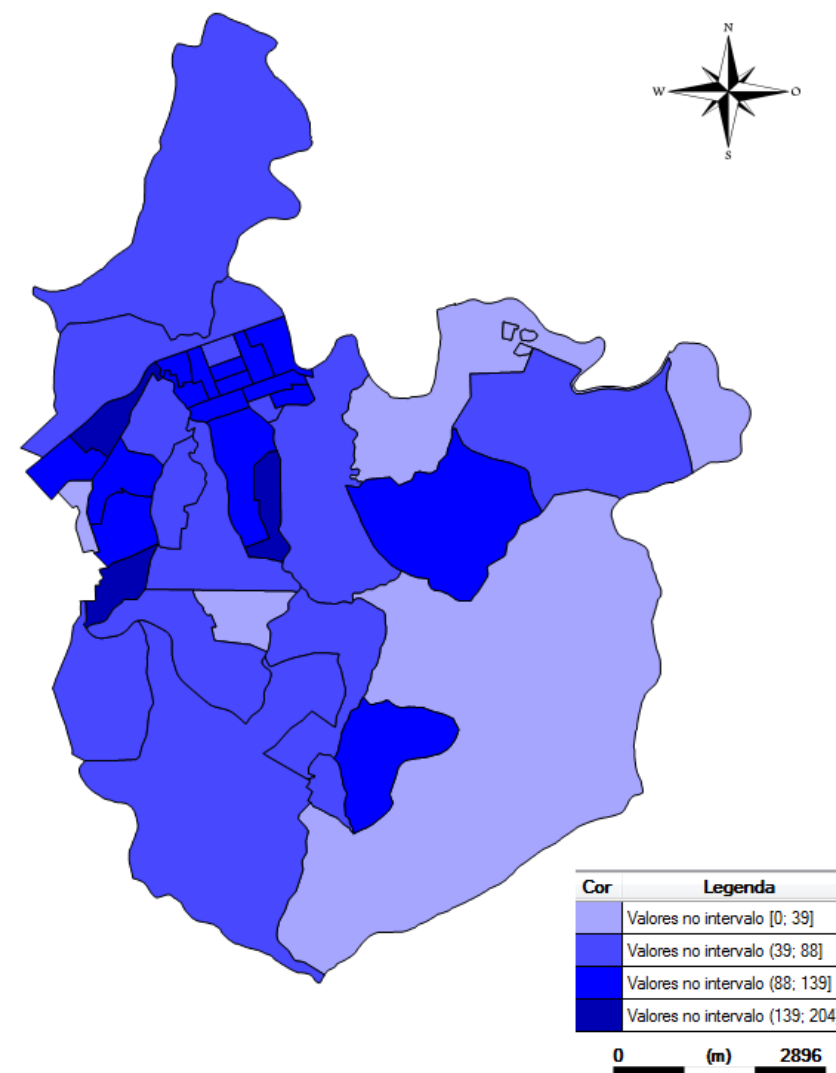 N
W O
S
Cor Legenda
Valores no intervalo [0; 39]
Valores no intervalo (39; 88]
Valores no intervalo (88; 139]
Valores no intervalo (139; 204
0 (m) 2896